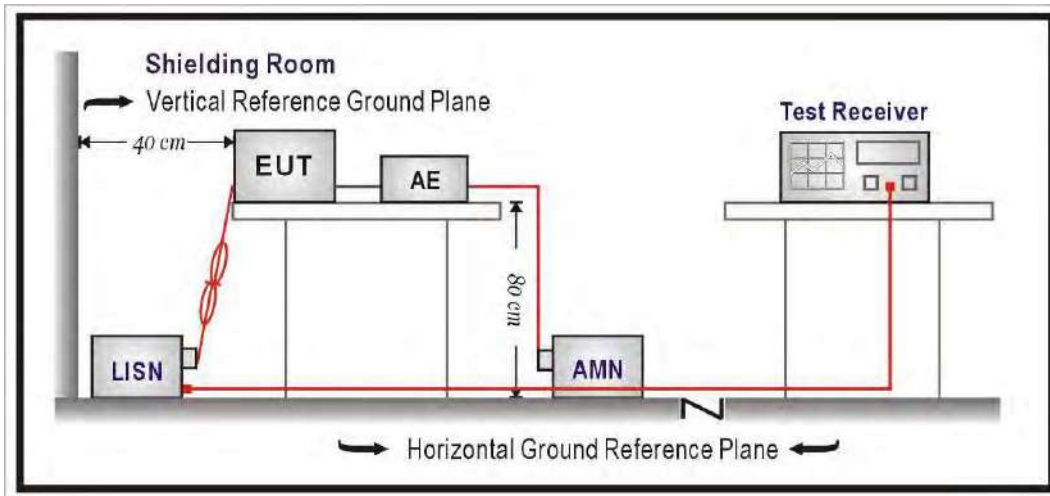 Shielding Room
Vertical Reference Ground Plane
Test Receiver
40 cm
EUT
AE
80 cm
LISN
AMN
Horizontal Ground Reference Plane